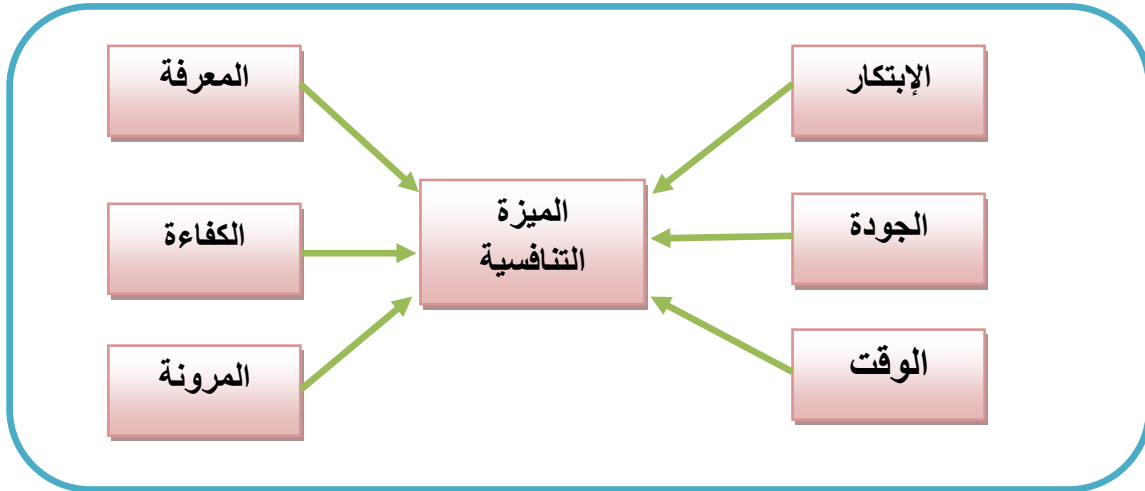 الإبتكار
المعرفة
الميزة
التنافسية
الجودة
الكفاءة
الوقت
المرونة